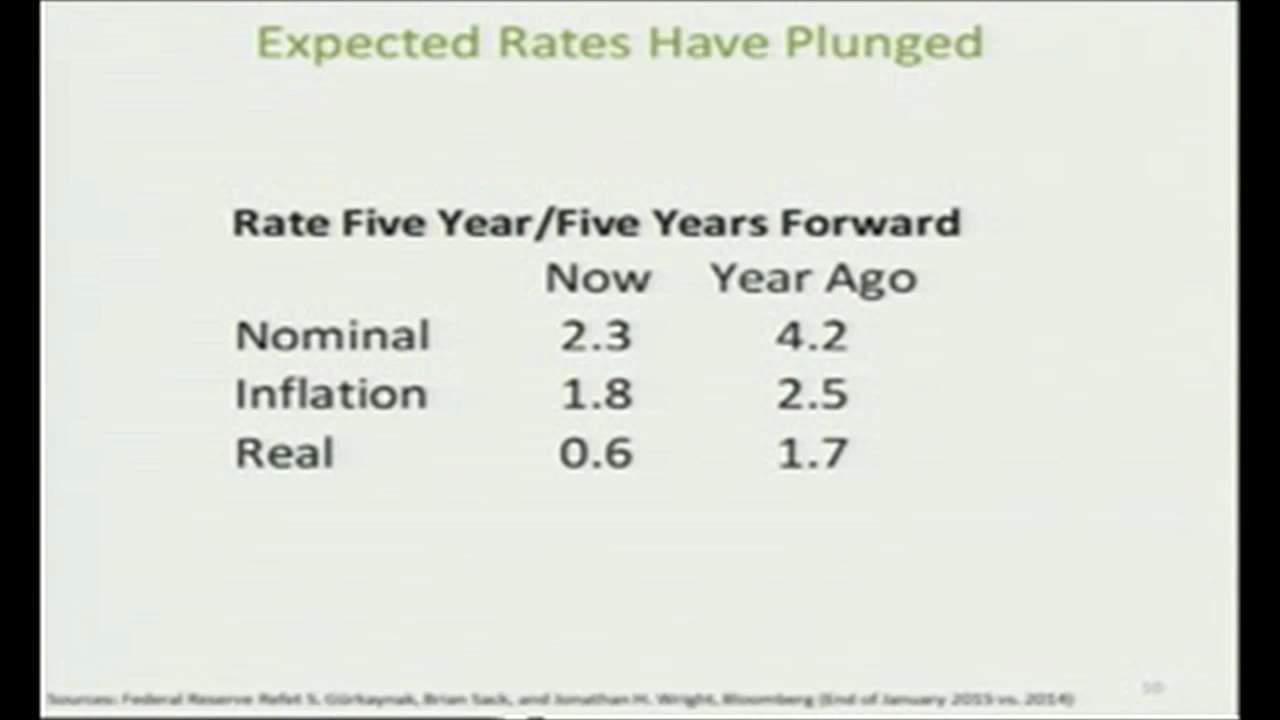 Expected Rates Have Plunged
Rate Five Year/Five Years Forward
Now Year Ago
Nominal 2.3 4.2
Inflation 1.8 2.5
Real 0.6 1.7
Sources: Federal Reserve Refet S. Gürkaynak, Brian Sack, and Jonathan H. Wright, Bloomberg (End of January 2015 vs. 2014)
10